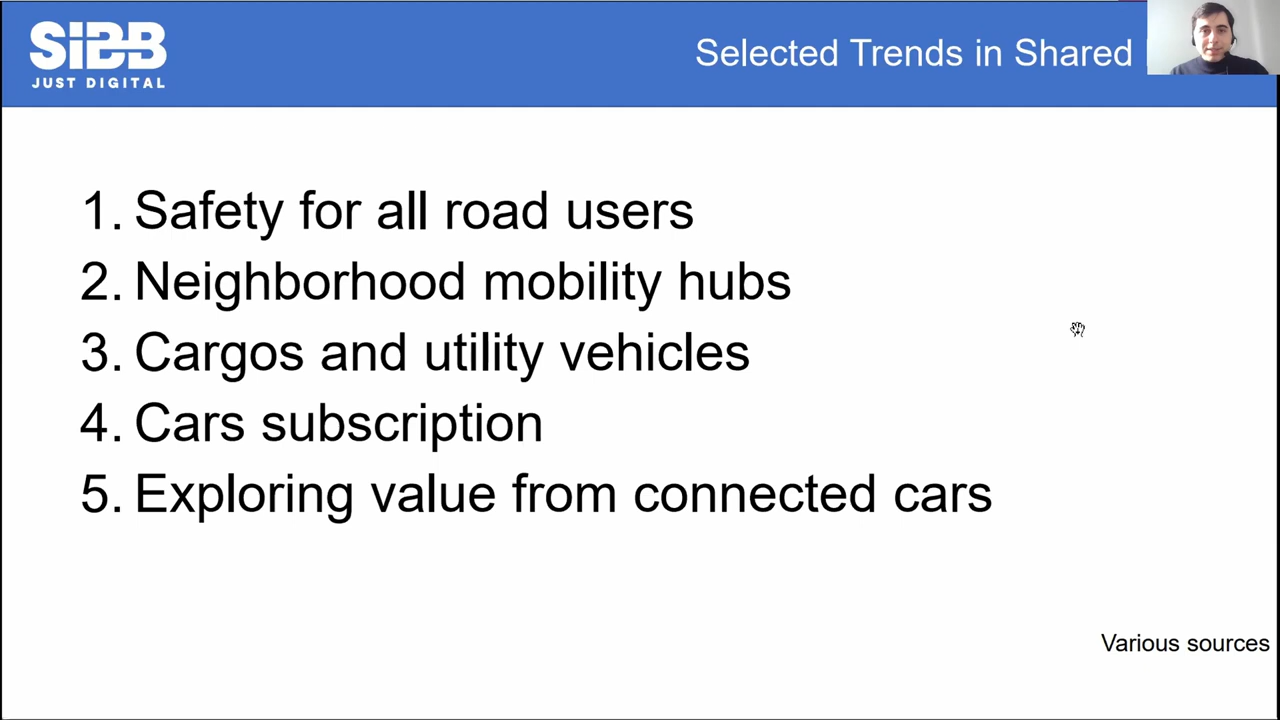 SiBB
JUST DIGITAL
Selected Trends in Shared
1. Safety for all road users
2. Neighborhood mobility hubs
3. Cargos and utility vehicles
4. Cars subscription
5. Exploring value from connected cars
Various sources